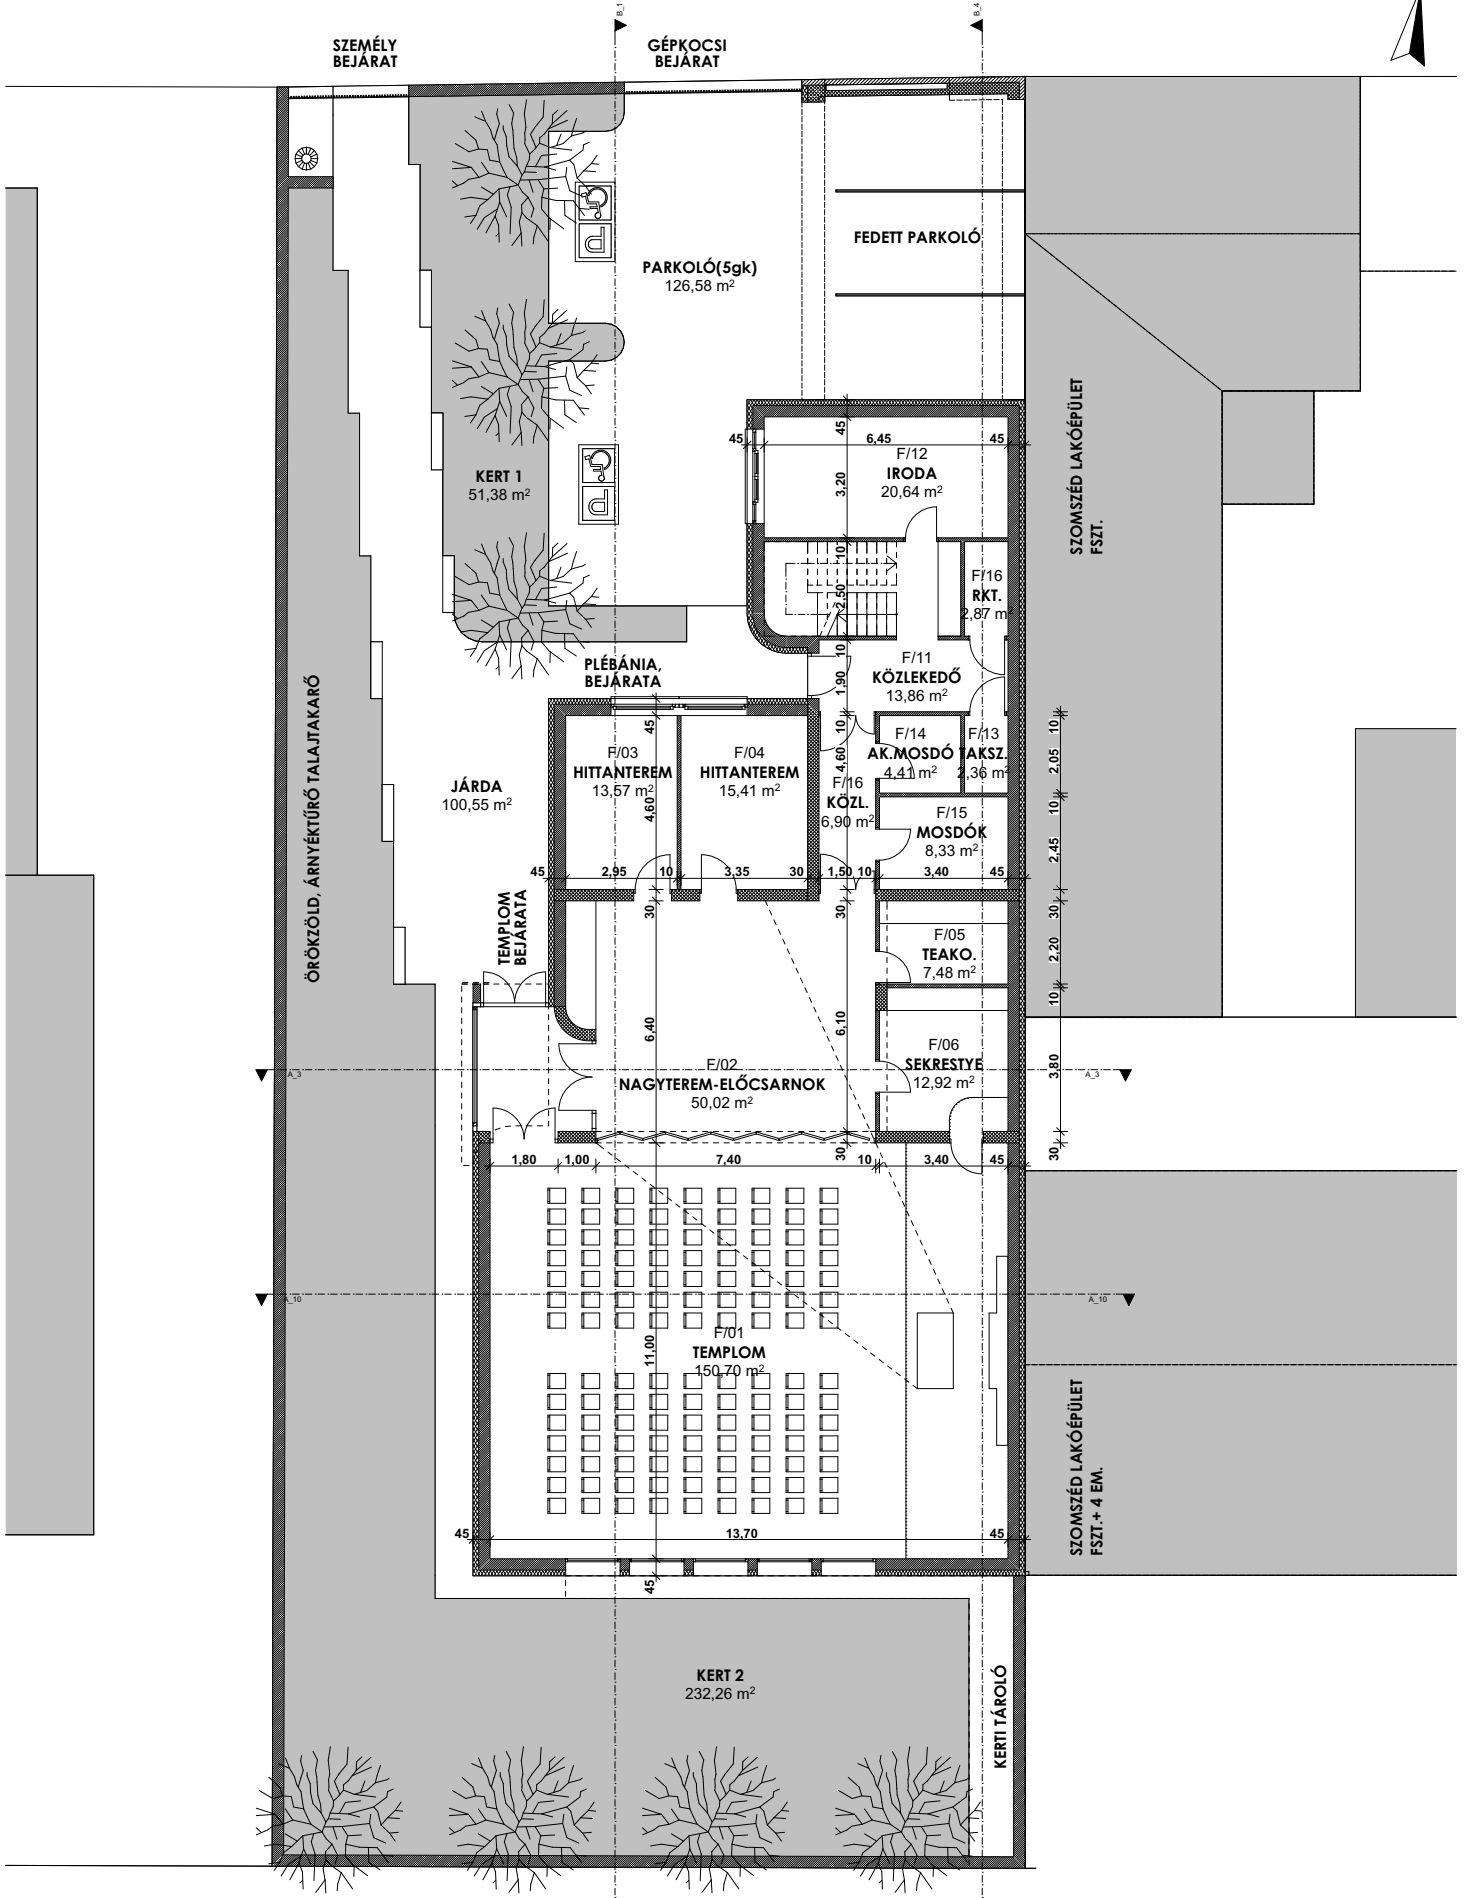 B_1
B_4
SZEMÉLY
BEJÁRAT
GÉPKOCSI
BEJÁRAT
FEDETT PARKOLÓ
PARKOLÓ(5gk)
126,58 m²
P
KERT 1
51,38 m²
P
45
45
6,45
45
F/12
IRODA
20,64 m²
3,20
SZOMSZÉD LAKÓÉPÜLET
FSZT.
10
2,50
F/16
RKT.
2,87 m²
10
1,90
F/11
KÖZLEKEDŐ
13,86 m²
PLÉBÁNIA,
BEJÁRATA
ÖRÖKZÖLD, ÁRNYÉKTŰRŐ TALAJTAKARÓ
JÁRDA
100,55 m²
45
F/03
HITTANTEREM
13,57 m²
4,60
F/04
HITTANTEREM
15,41 m²
10
4,60
F/16
KÖZL.
6,90 m²
F/14
AK.MOSDÓ
4,41 m²
F/13
TAKSZ.
2,36 m²
F/15
MOSDÓK
8,33 m²
10
2,05
10
2,45
45
2,95
10
3,35
30
1,50
10
3,40
45
TEMPLOM
BEJÁRATA
30
30
30
F/05
TEAKO.
7,48 m²
2,20
10
6,40
6,10
F/06
SEKRESTYE
12,92 m²
3,80
A_3
A_3
F/02
NAGYTEREM-ELŐCSARNOK
50,02 m²
30
30
1,80
1,00
7,40
10
3,40
45
A_10
A_10
F/01
TEMPLOM
150,70 m²
11,00
SZOMSZÉD LAKÓÉPÜLET
FSZT.+ 4 EM.
45
13,70
45
45
KERT 2
232,26 m²
KERTI TÁROLÓ